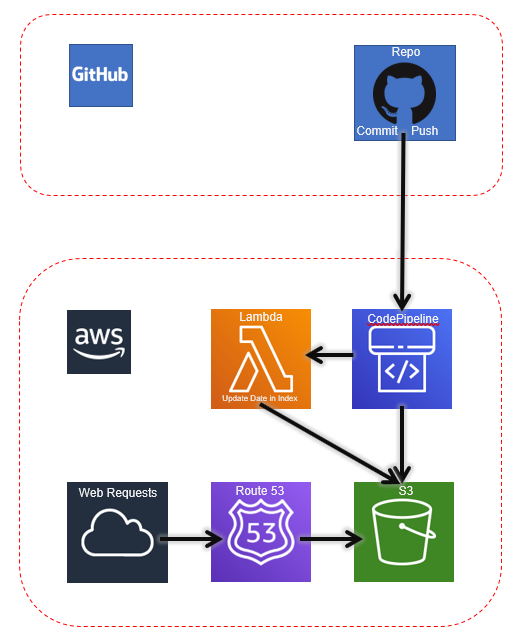 GitHub
Repo
Commit Push
aws
Lambda
Update Date in Index
CodePipeline
Web Requests
Route 53
53
S3